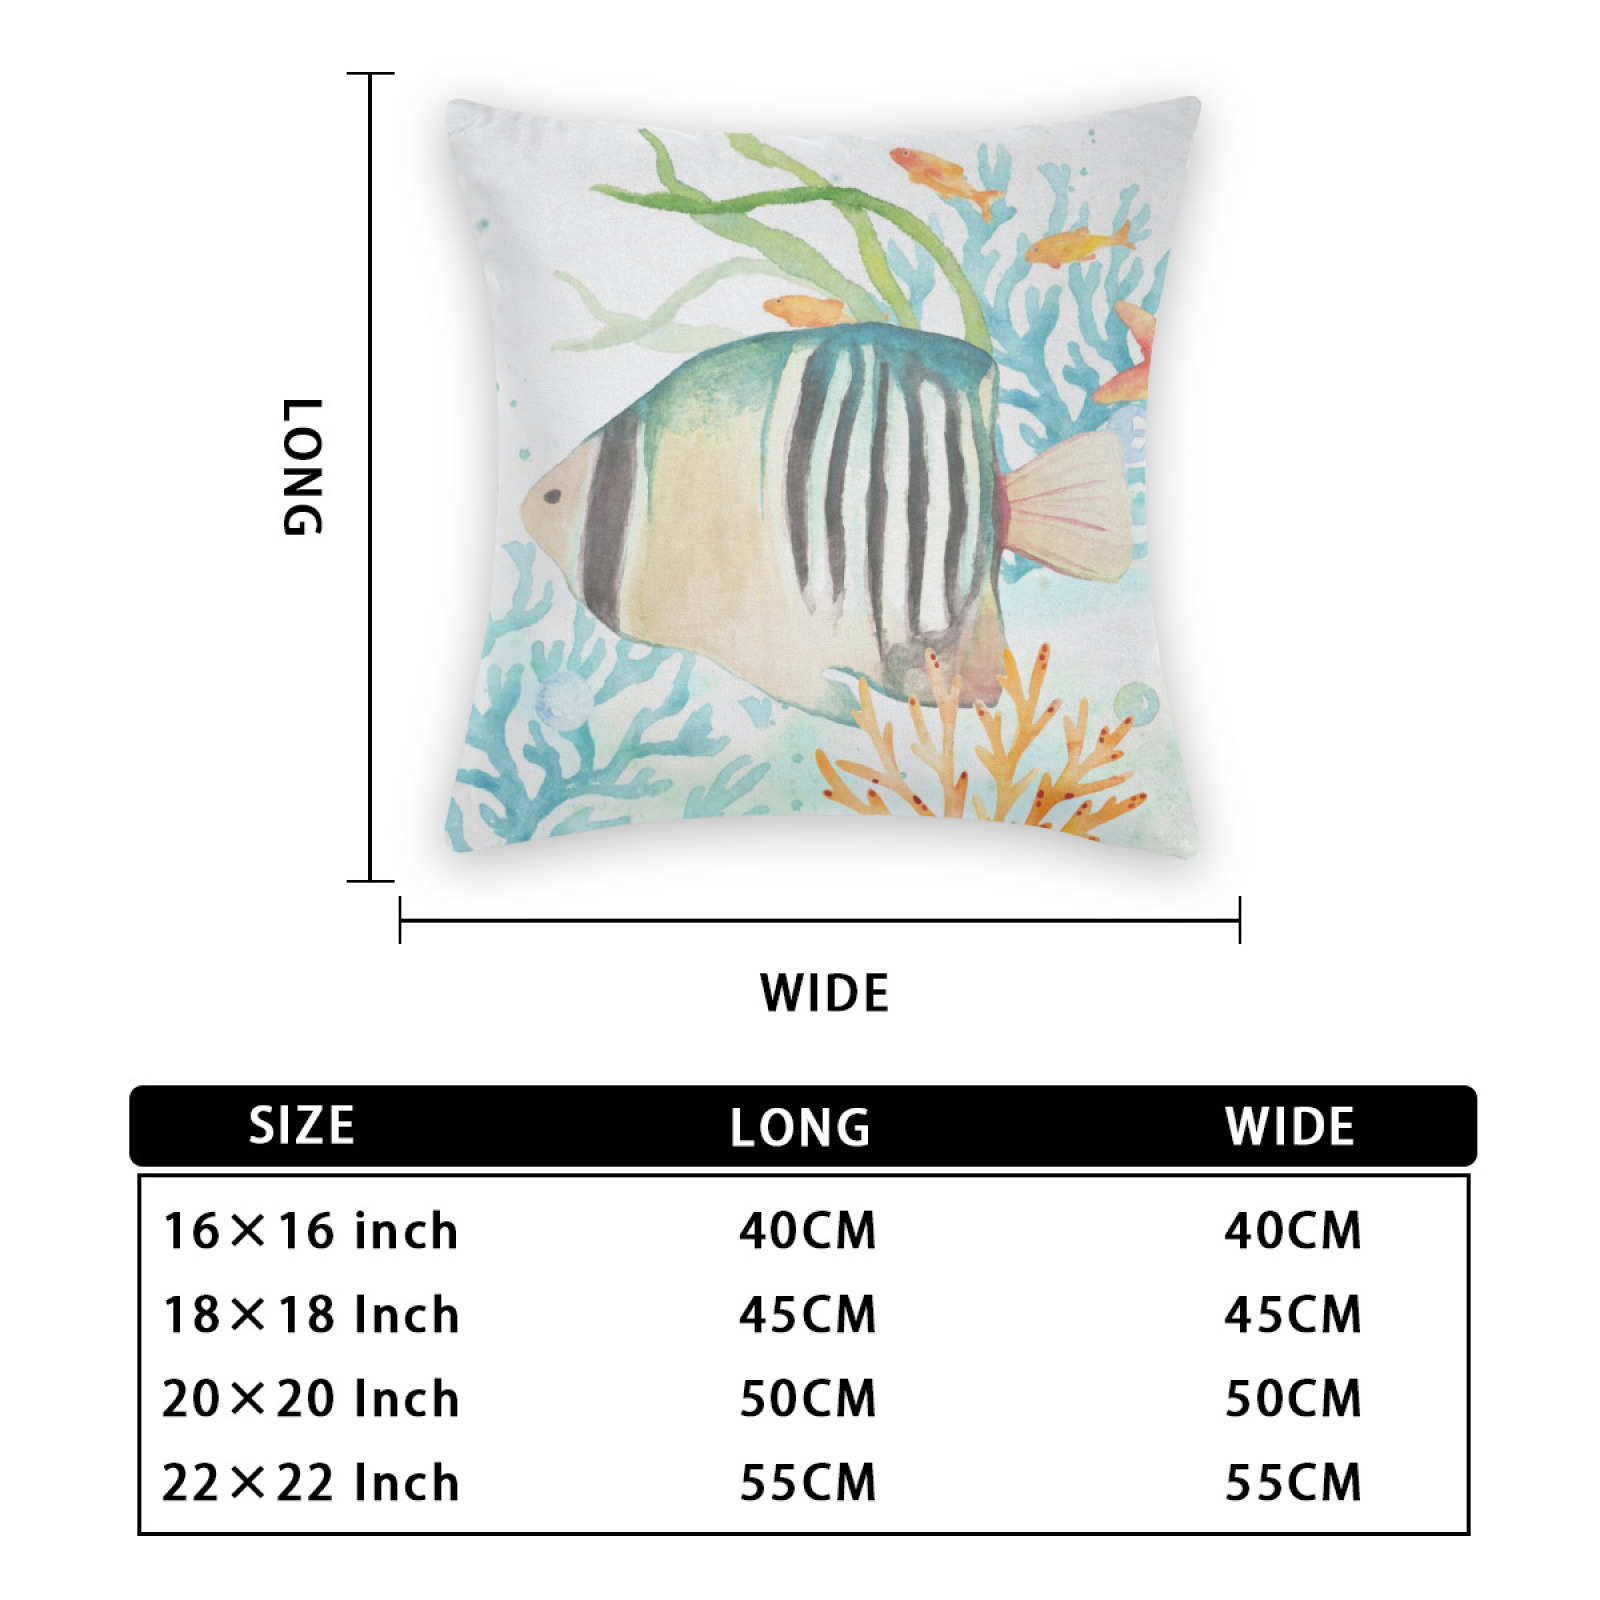 LONG
WIDE
SIZE LONG WIDE
16×16 inch 40CM 40CM
18×18 Inch 45CM 45CM
20×20 Inch 50CM 50CM
22×22 Inch 55CM 55CM